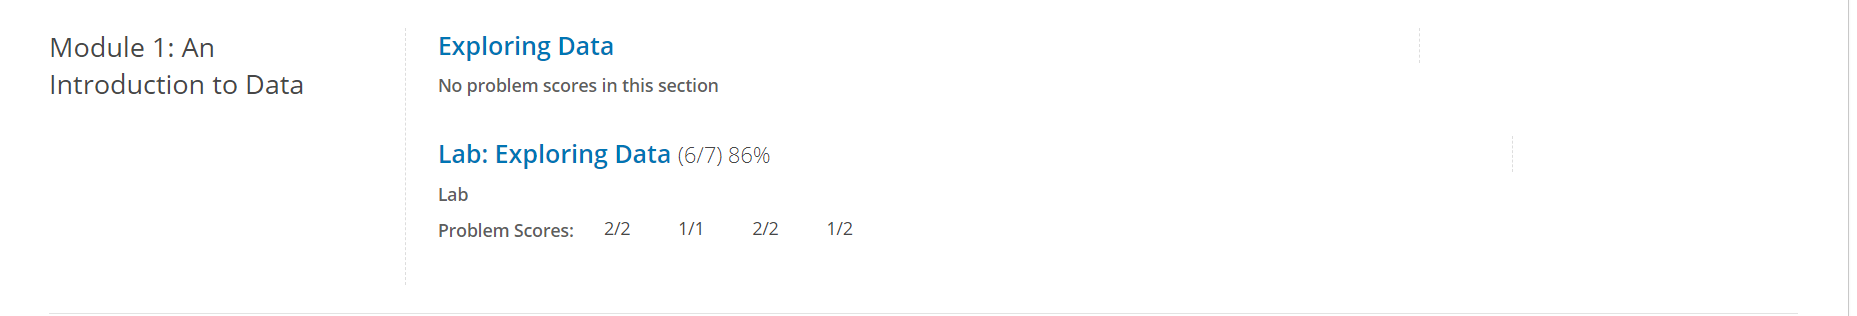 Module 1: An
Introduction to Data
Exploring Data
No problem scores in this section
Lab: Exploring Data (6/7) 86%
Lab
Problem Scores: 2/2 1/1 2/2 1/2